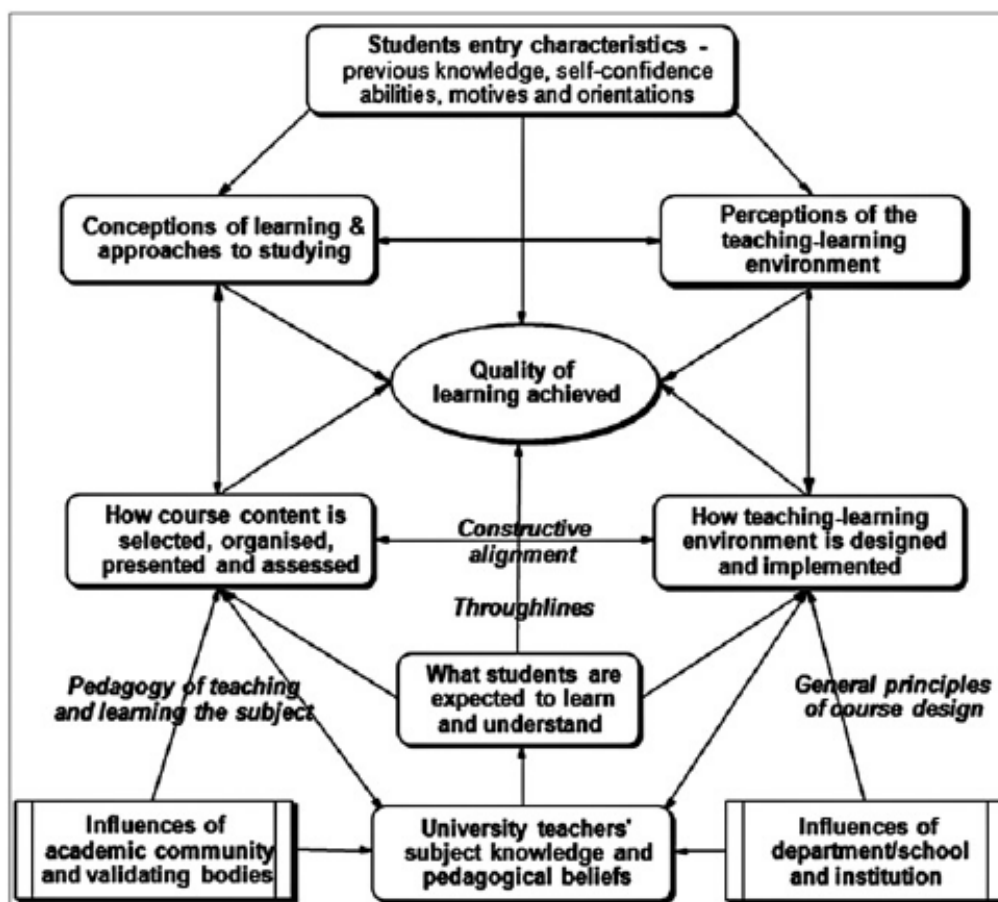 Students entry characteristics -
previous knowledge, self-confidence
abilities, motives and orientations
Conceptions of learning &
approaches to studying
Perceptions of the
teaching-learning
environment
Quality of
learning achieved
How course content is
selected, organised,
presented and assessed
Constructive
alignment
How teaching-learning
environment is designed
and implemented
Throughlines
Pedagogy of teaching
and learning the subject
What students are
expected to learn
and understand
General principles
of course design
Influences of
academic community
and validating bodies
University teachers'
subject knowledge and
pedagogical beliefs
Influences of
department/school
and institution